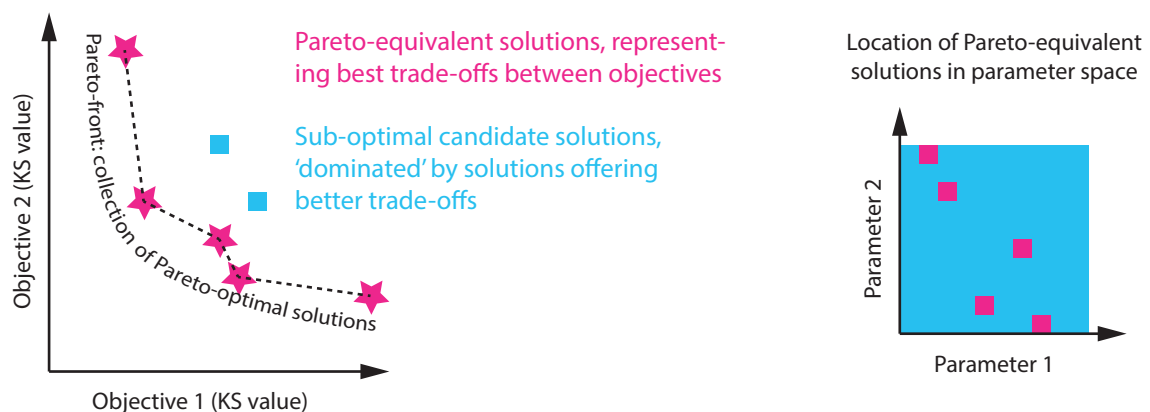 Pareto-equivalent solutions, represent-
ing best trade-offs between objectives
Sub-optimal candidate solutions,
‘dominated’ by solutions offering
better trade-offs
Pareto-front: collection of Pareto-optimal solutions
Objective 2 (KS value)
Objective 1 (KS value)
Location of Pareto-equivalent
solutions in parameter space
Parameter 2
Parameter 1